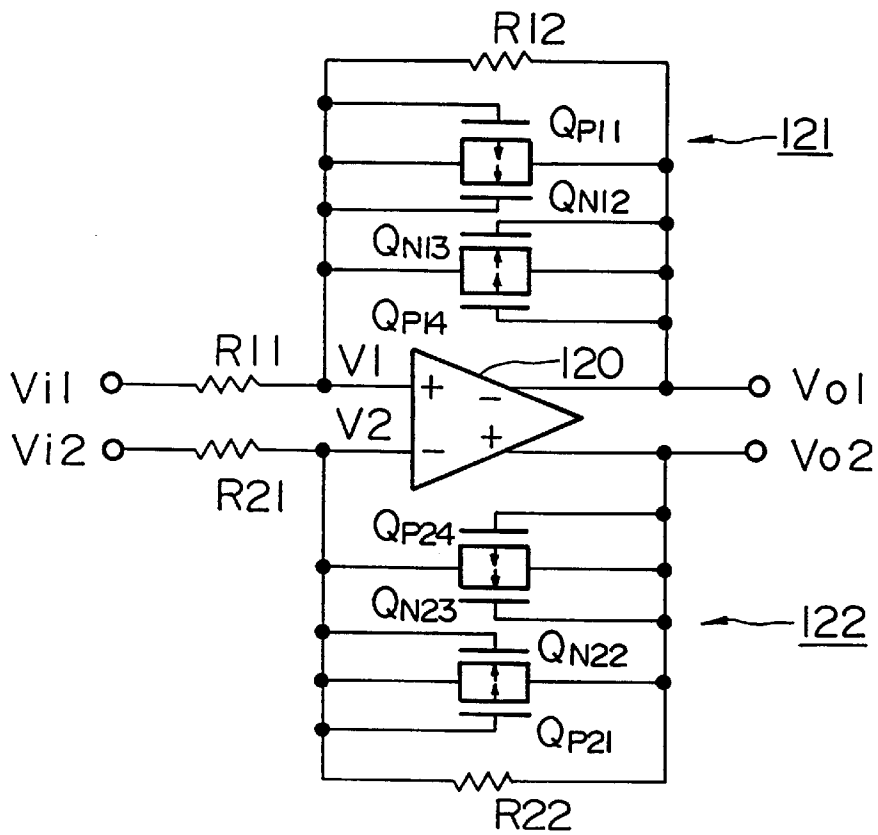 R12
QP11
121
QN12
QN13
QP14
R11
V1
120
Vi1
+
−
Vo1
Vi2
V2
−
+
Vo2
R21
QP24
QN23
122
QN22
QP21
R22